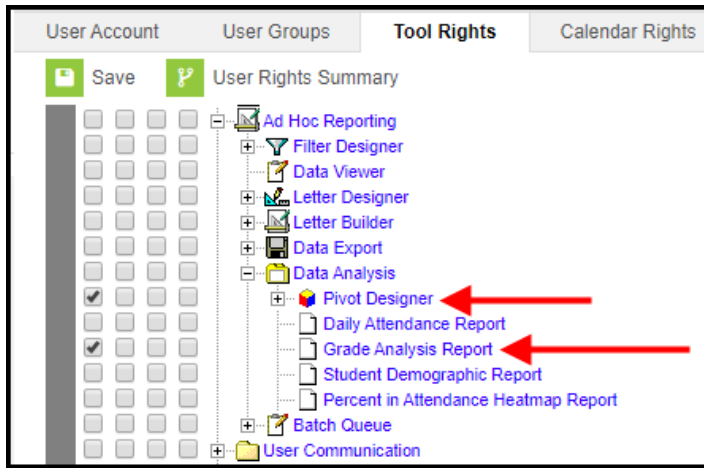 User Account User Groups Tool Rights Calendar Rights
Save User Rights Summary
Ad Hoc Reporting
Filter Designer
Data Viewer
Letter Designer
Letter Builder
Data Export
Data Analysis
Pivot Designer
Daily Attendance Report
Grade Analysis Report
Student Demographic Report
Percent in Attendance Heatmap Report
Batch Queue
User Communication